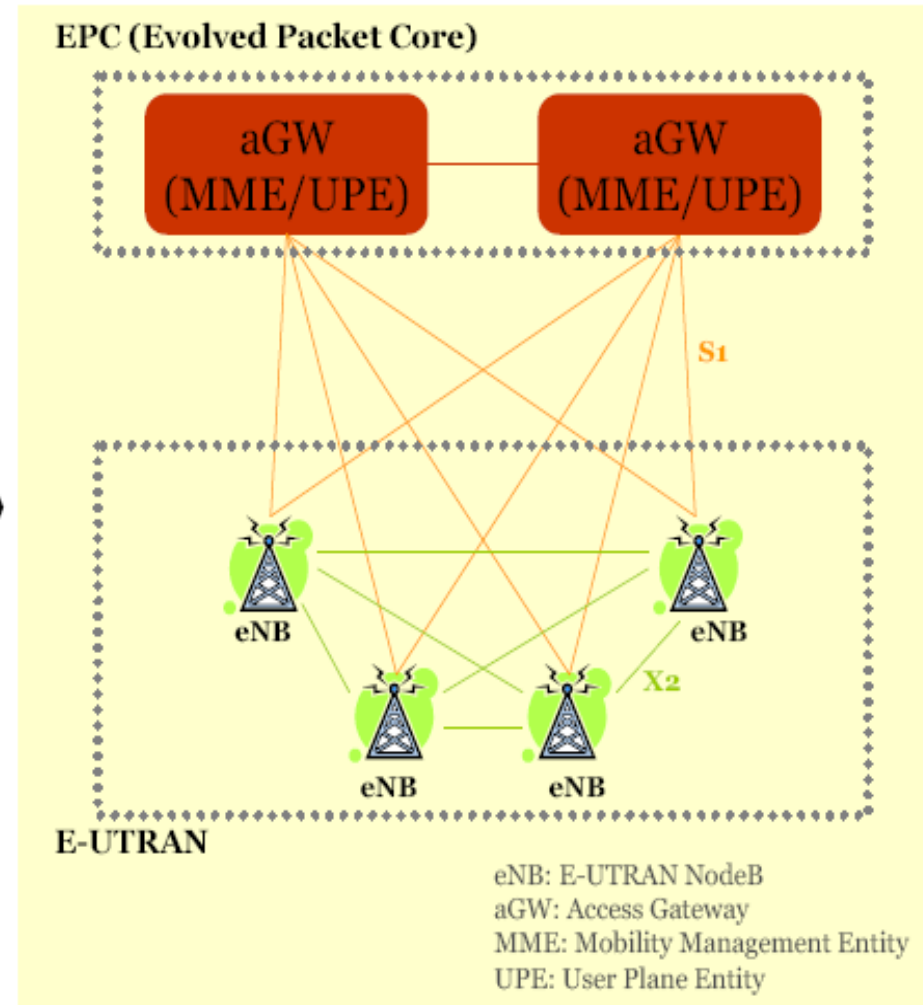 EPC (Evolved Packet Core)
aGW
(MME/UPE)
aGW
(MME/UPE)
S1
eNB
eNB
X2
eNB
eNB
E-UTRAN
eNB: E-UTRAN NodeB
aGW: Access Gateway
MME: Mobility Management Entity
UPE: User Plane Entity